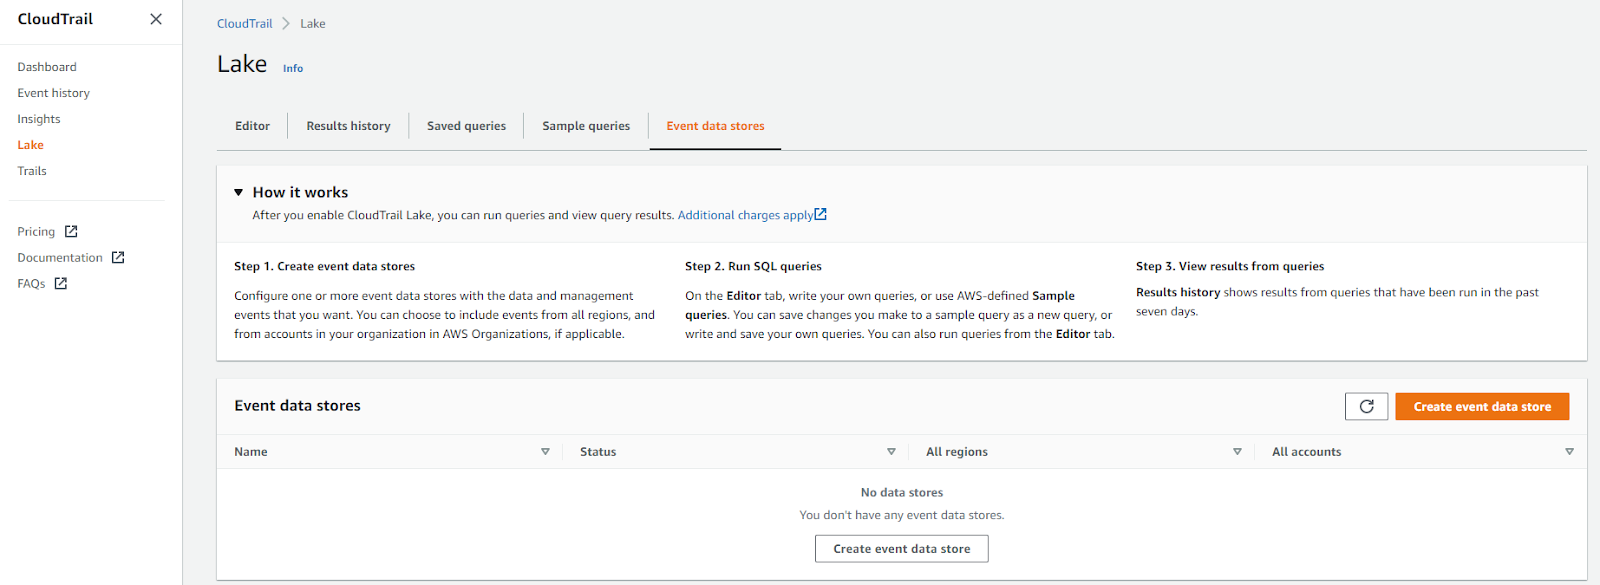 CloudTrail
Dashboard
Event history
Insights
Lake
Trails
Pricing
Documentation
FAQs
CloudTrail Lake
Lake Info
Editor Results history Saved queries Sample queries Event data stores
How it works
After you enable CloudTrail Lake, you can run queries and view query results. Additional charges apply
Step 1. Create event data stores
Configure one or more event data stores with the data and management
events that you want. You can choose to include events from all regions, and
from accounts in your organization in AWS Organizations, if applicable.
Step 2. Run SQL queries
On the Editor tab, write your own queries, or use AWS-defined Sample
queries. You can save changes you make to a sample query as a new query, or
write and save your own queries. You can also run queries from the Editor tab.
Step 3. View results from queries
Results history shows results from queries that have been run in the past
seven days.
Event data stores
Create event data store
Name Status All regions All accounts
No data stores
You don't have any event data stores.
Create event data store